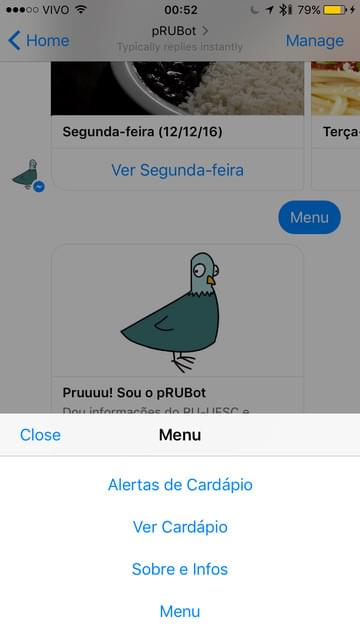 VIVO 00:52 79%
Home pRUBot Manage
Typically replies instantly
Segunda-feira (12/12/16) Terça-
Ver Segunda-feira
Menu
Pruuuu! Sou o pRUBot
Dou informações do RU-UFSC e
Close Menu
Alertas de Cardápio
Ver Cardápio
Sobre e Infos
Menu